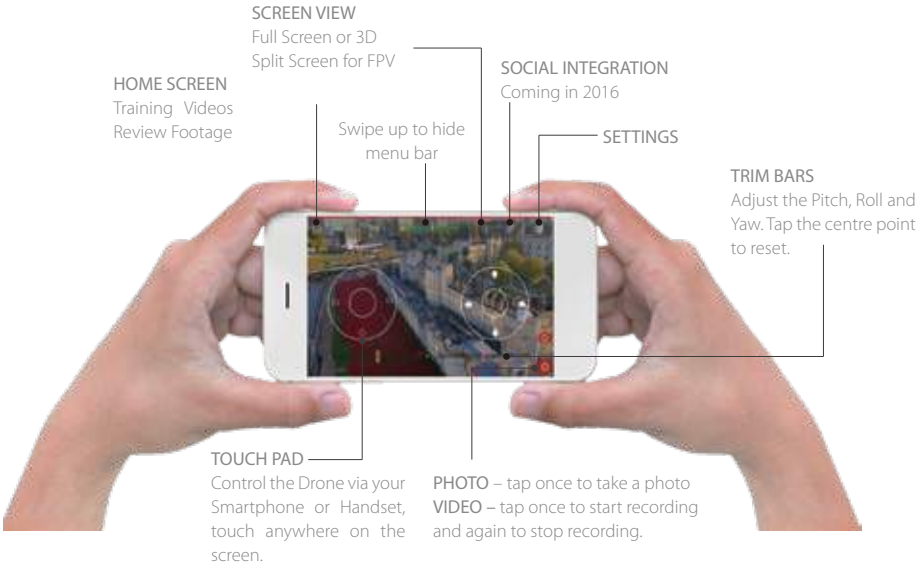 SCREEN VIEW
Full Screen or 3D
Split Screen for FPV
HOME SCREEN
Training Videos
Review Footage
SOCIAL INTEGRATION
Coming in 2016
Swipe up to hide
menu bar
SETTINGS
TRIM BARS
Adjust the Pitch, Roll and
Yaw. Tap the centre point
to reset.
TOUCH PAD
Control the Drone via your
Smartphone or Handset,
touch anywhere on the
screen.
PHOTO – tap once to take a photo
VIDEO – tap once to start recording
and again to stop recording.